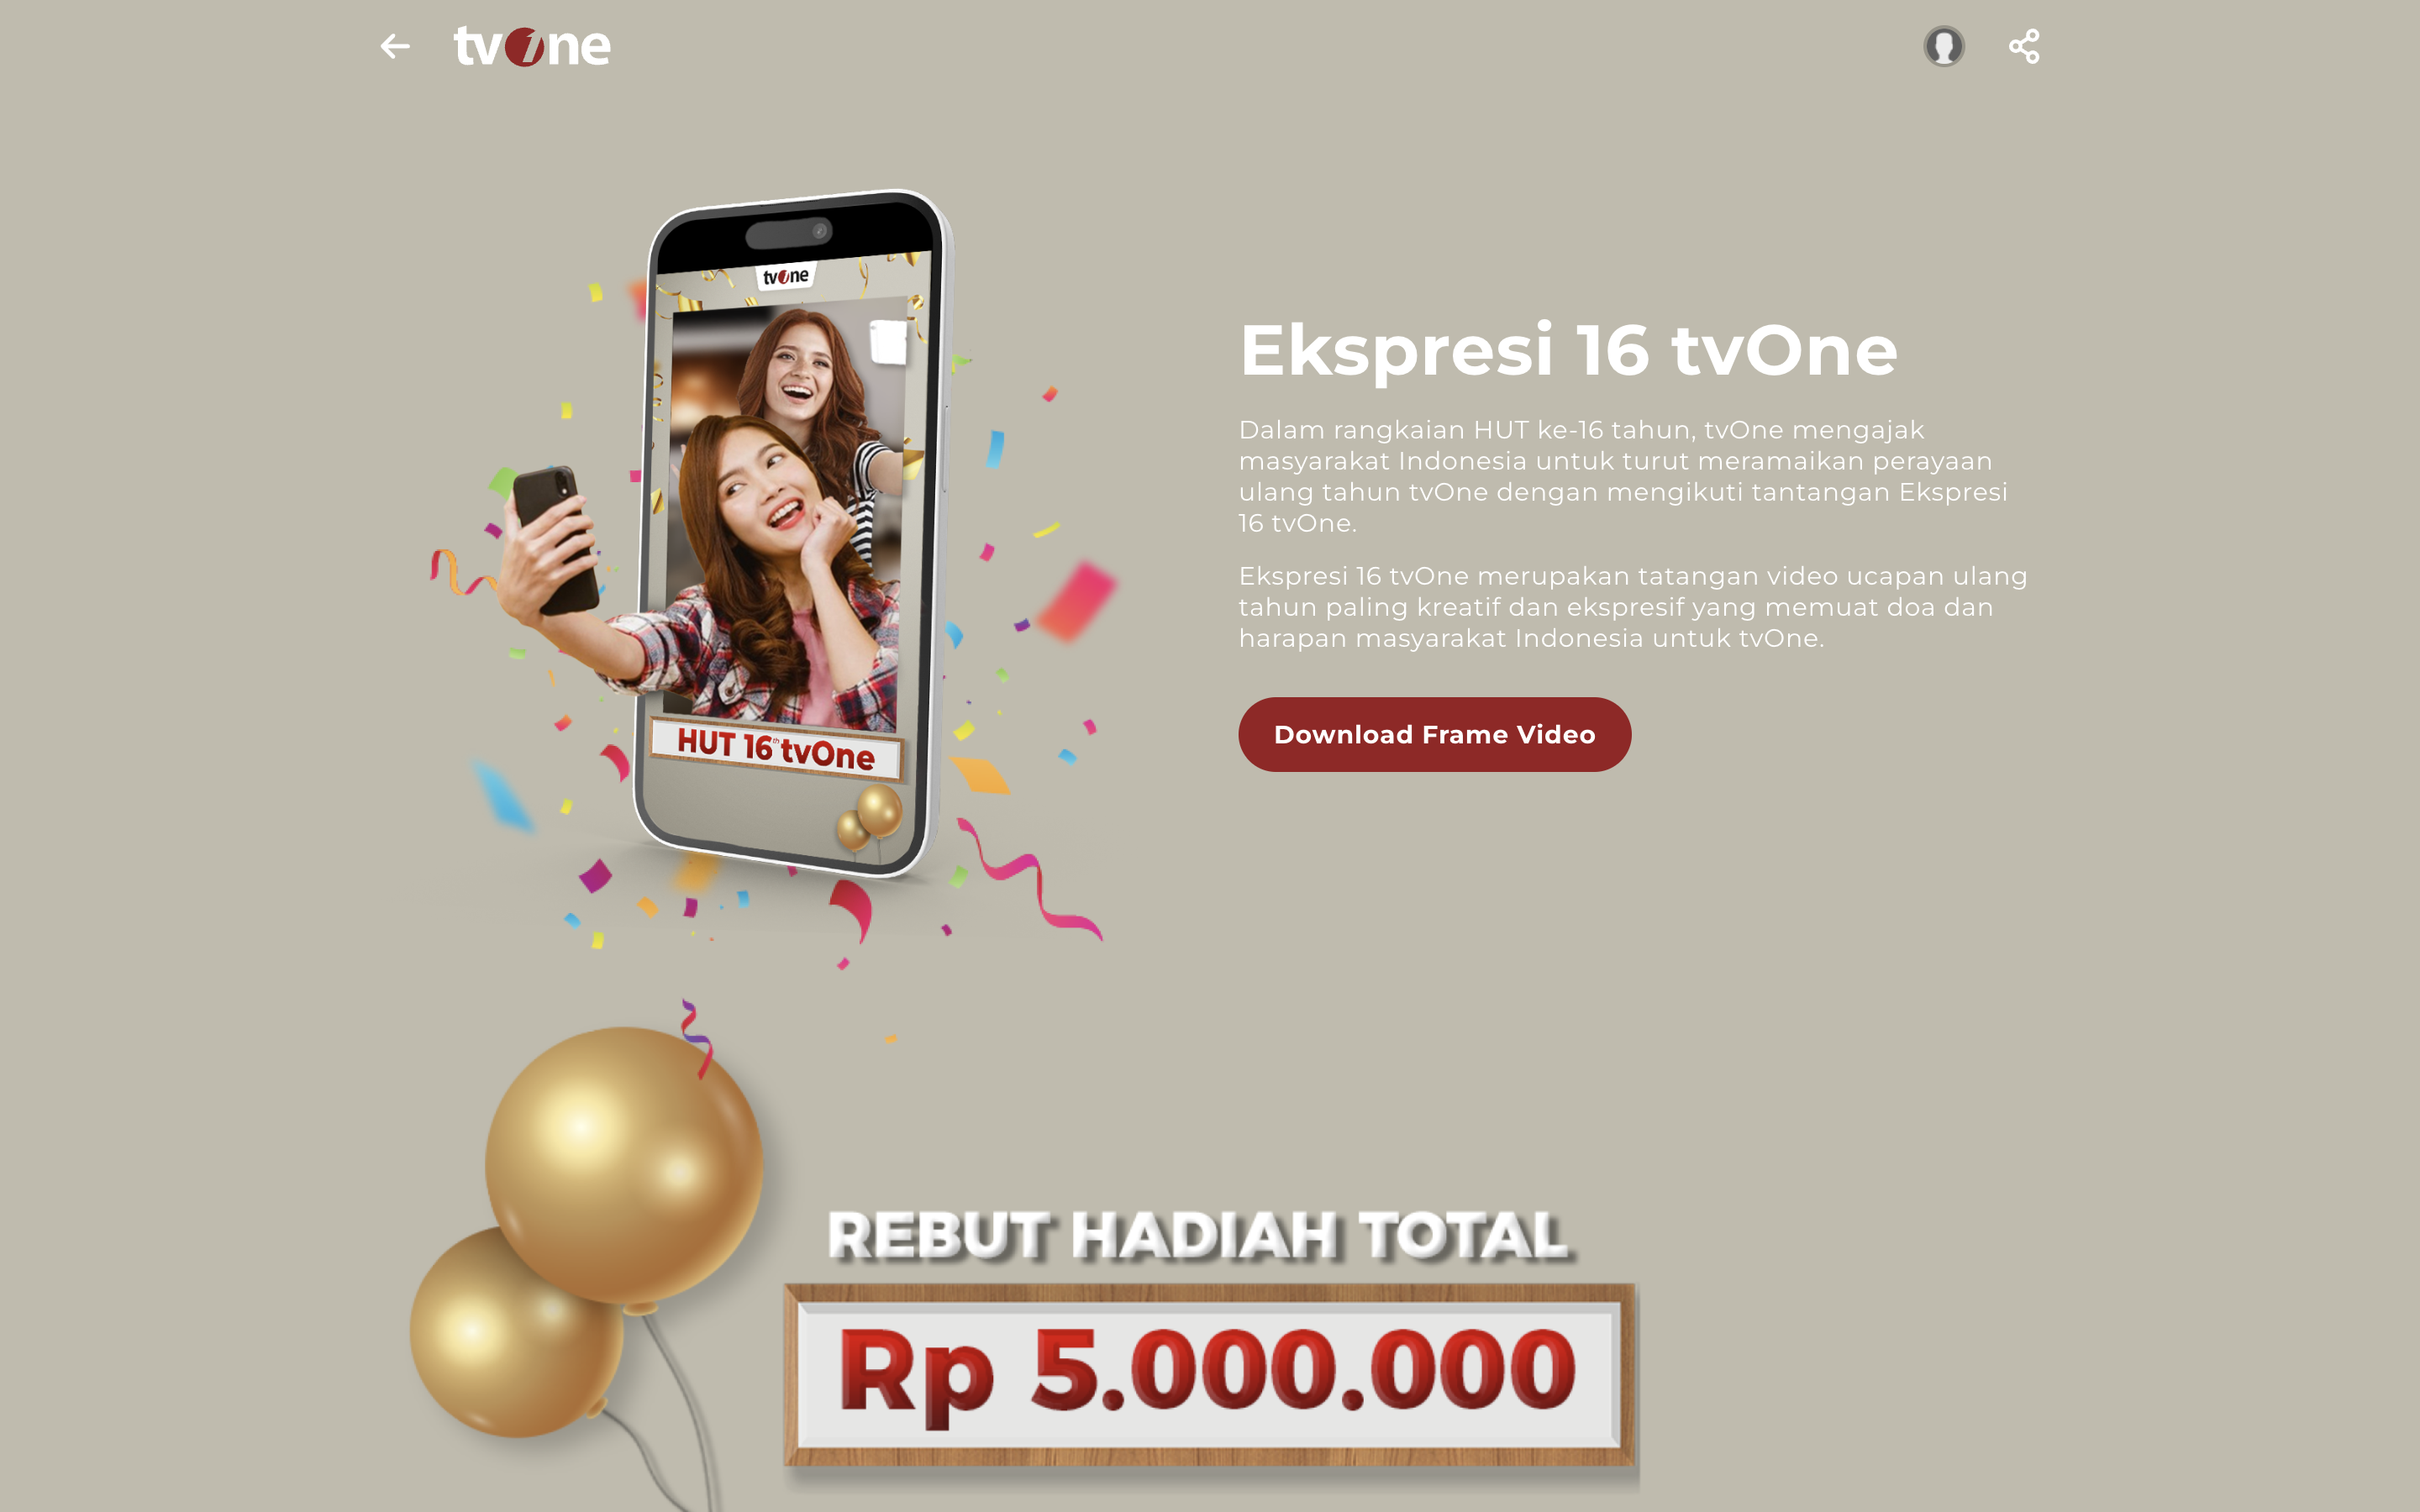 tvOne
tvOne
HUT 16th tvOne
Ekspresi 16 tvOne
Dalam rangkaian HUT ke-16 tahun, tvOne mengajak
masyarakat Indonesia untuk turut meramaikan perayaan
ulang tahun tvOne dengan mengikuti tantangan Ekspresi
16 tvOne.
Ekspresi 16 tvOne merupakan tatangan video ucapan ulang
tahun paling kreatif dan ekspresif yang memuat doa dan
harapan masyarakat Indonesia untuk tvOne.
Download Frame Video
REBUT HADIAH TOTAL
Rp 5.000.000